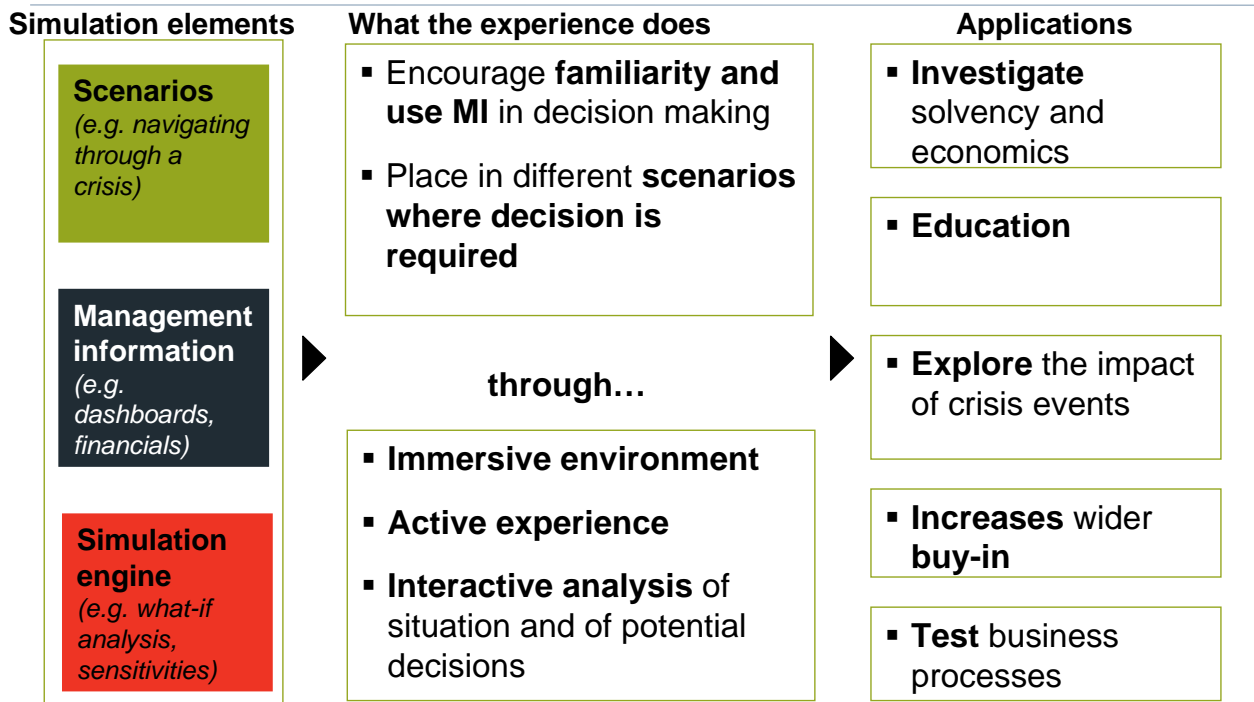 Simulation elements
Scenarios
(e.g. navigating
through a
crisis)
Management
information
(e.g.
dashboards,
financials)
Simulation
engine
(e.g. what-if
analysis,
sensitivities)
What the experience does
▪ Encourage familiarity and
use MI in decision making
▪ Place in different scenarios
where decision is
required
through…
▪ Immersive environment
▪ Active experience
▪ Interactive analysis of
situation and of potential
decisions
Applications
▪ Investigate
solvency and
economics
▪ Education
▪ Explore the impact
of crisis events
▪ Increases wider
buy-in
▪ Test business
processes